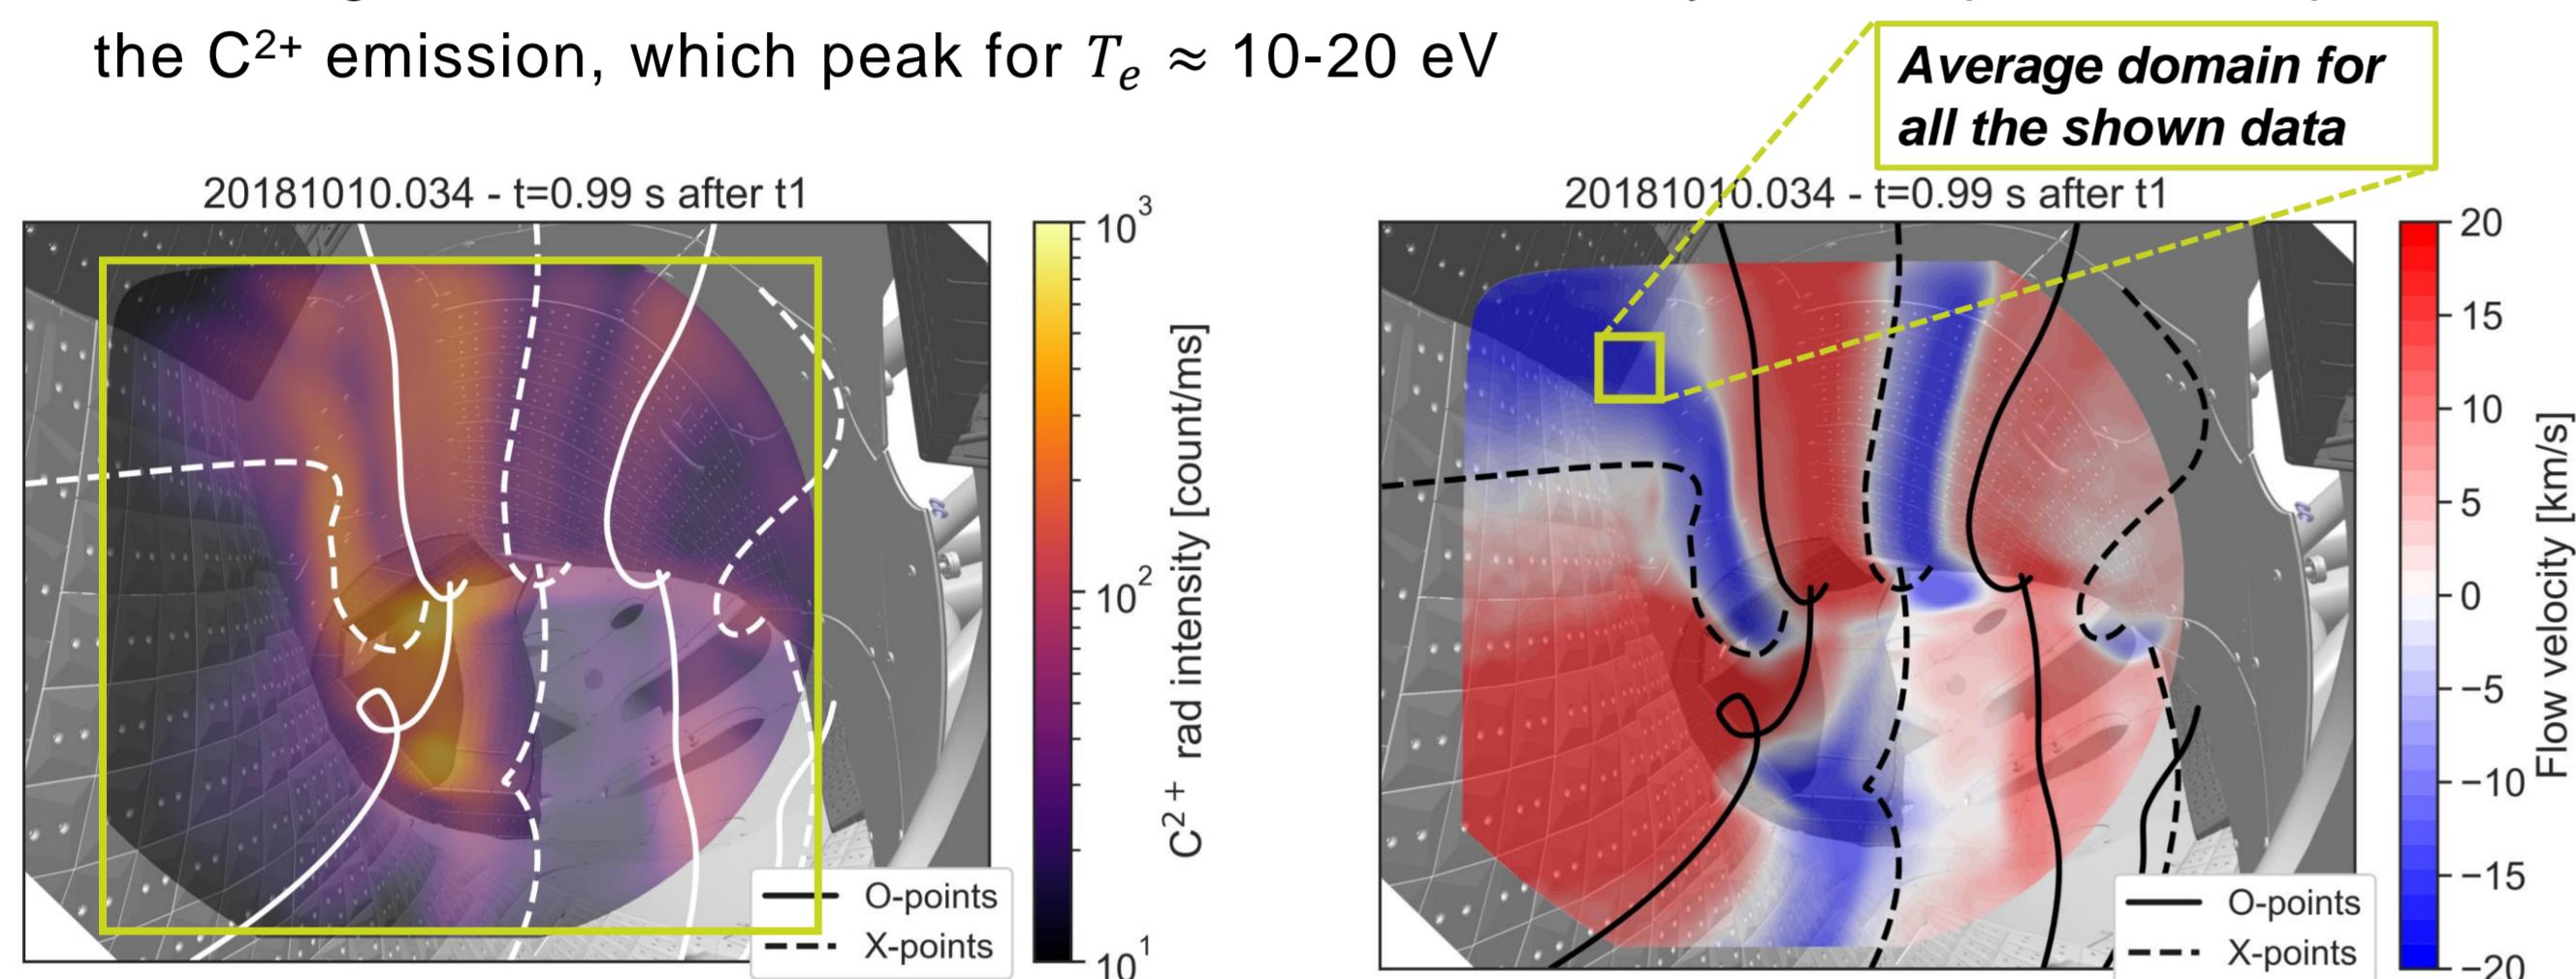 the C²⁺ emission, which peak for Tₑ ≈ 10-20 eV
Average domain for
all the shown data
20181010.034 - t=0.99 s after t1
10³
10²
10¹
C²⁺ rad intensity [count/ms]
O-points
X-points
20181010.034 - t=0.99 s after t1
20
15
10
5
0
−5
−10
−15
−20
Flow velocity [km/s]
O-points
X-points